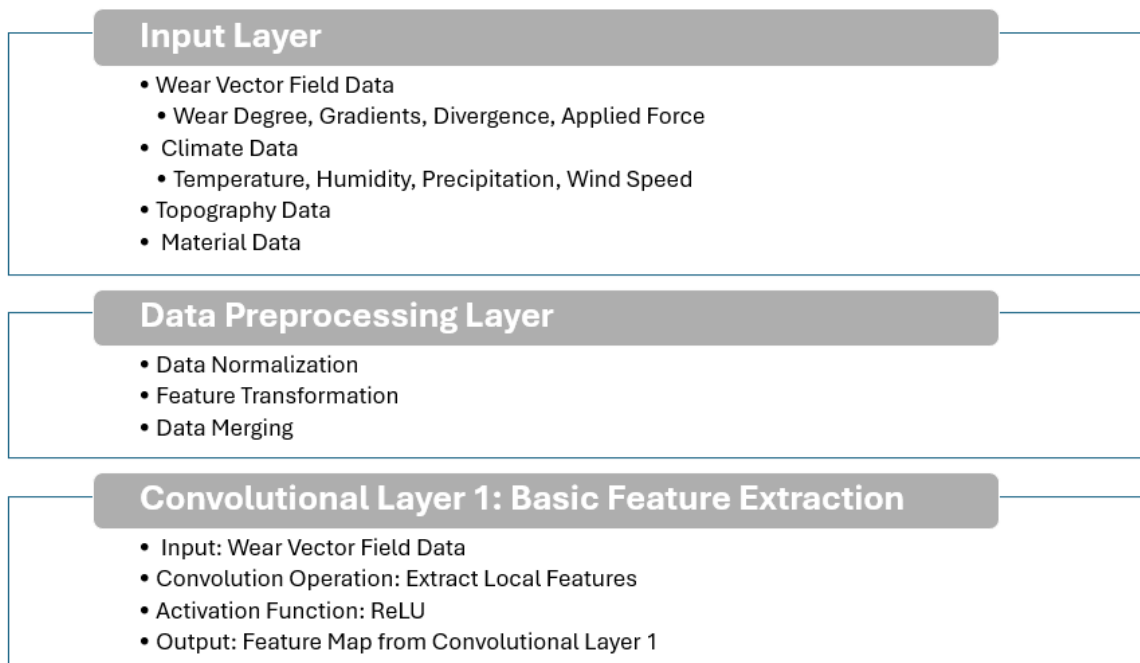 Input Layer
• Wear Vector Field Data
• Wear Degree, Gradients, Divergence, Applied Force
• Climate Data
• Temperature, Humidity, Precipitation, Wind Speed
• Topography Data
• Material Data
Data Preprocessing Layer
• Data Normalization
• Feature Transformation
• Data Merging
Convolutional Layer 1: Basic Feature Extraction
• Input: Wear Vector Field Data
• Convolution Operation: Extract Local Features
• Activation Function: ReLU
• Output: Feature Map from Convolutional Layer 1